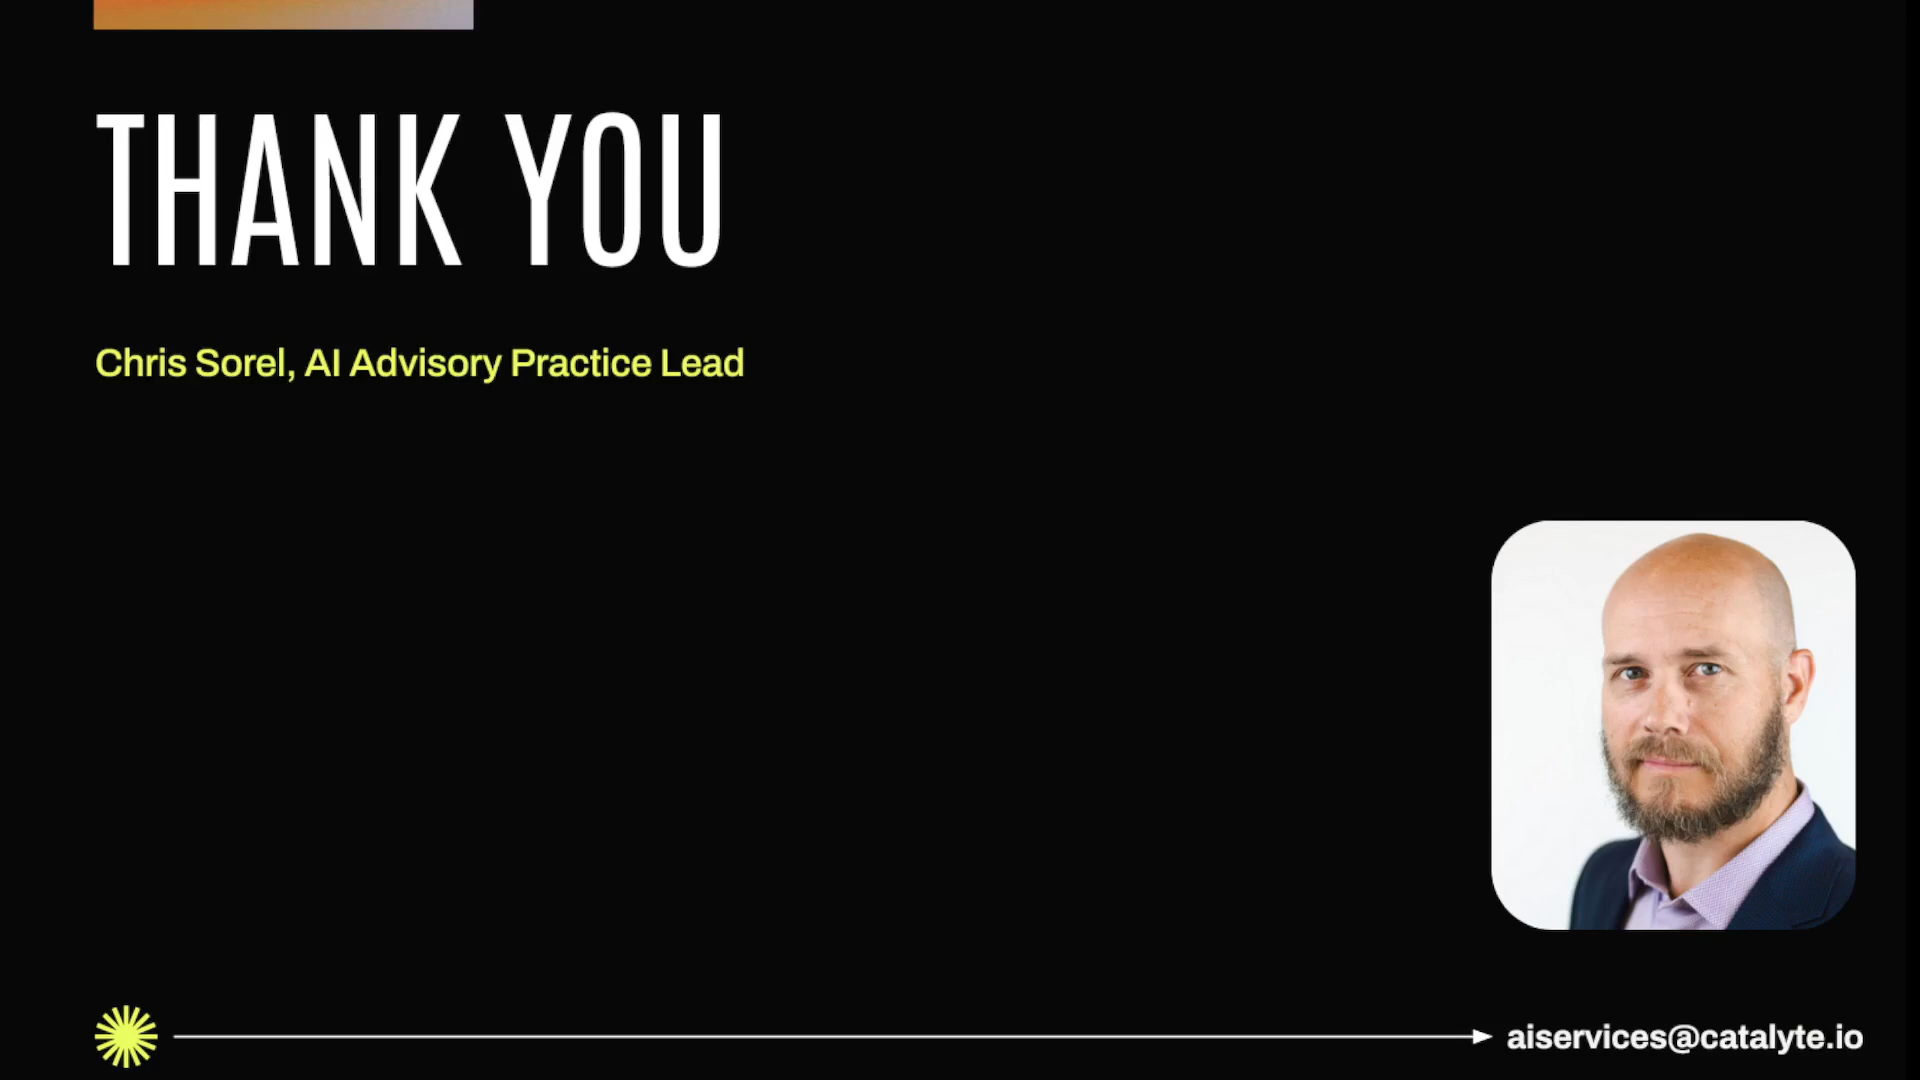 THANK YOU
Chris Sorel, AI Advisory Practice Lead
aiservices@catalyte.io